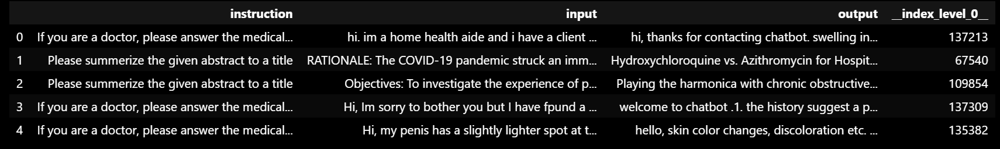 instruction input output __index_level_0__
0 If you are a doctor, please answer the medical... hi. im a home health aide and i have a client ... hi, thanks for contacting chatbot. swelling in... 137213
1 Please summerize the given abstract to a title RATIONALE: The COVID-19 pandemic struck an imm... Hydroxychloroquine vs. Azithromycin for Hospit... 67540
2 Please summerize the given abstract to a title Objectives: To investigate the experience of p... Playing the harmonica with chronic obstructive... 109854
3 If you are a doctor, please answer the medical... Hi, Im sorry to bother you but I have fpund a ... welcome to chatbot .1. the history suggest a p... 137309
4 If you are a doctor, please answer the medical... Hi, my penis has a slightly lighter spot at t... hello, skin color changes, discoloration etc. ... 135382